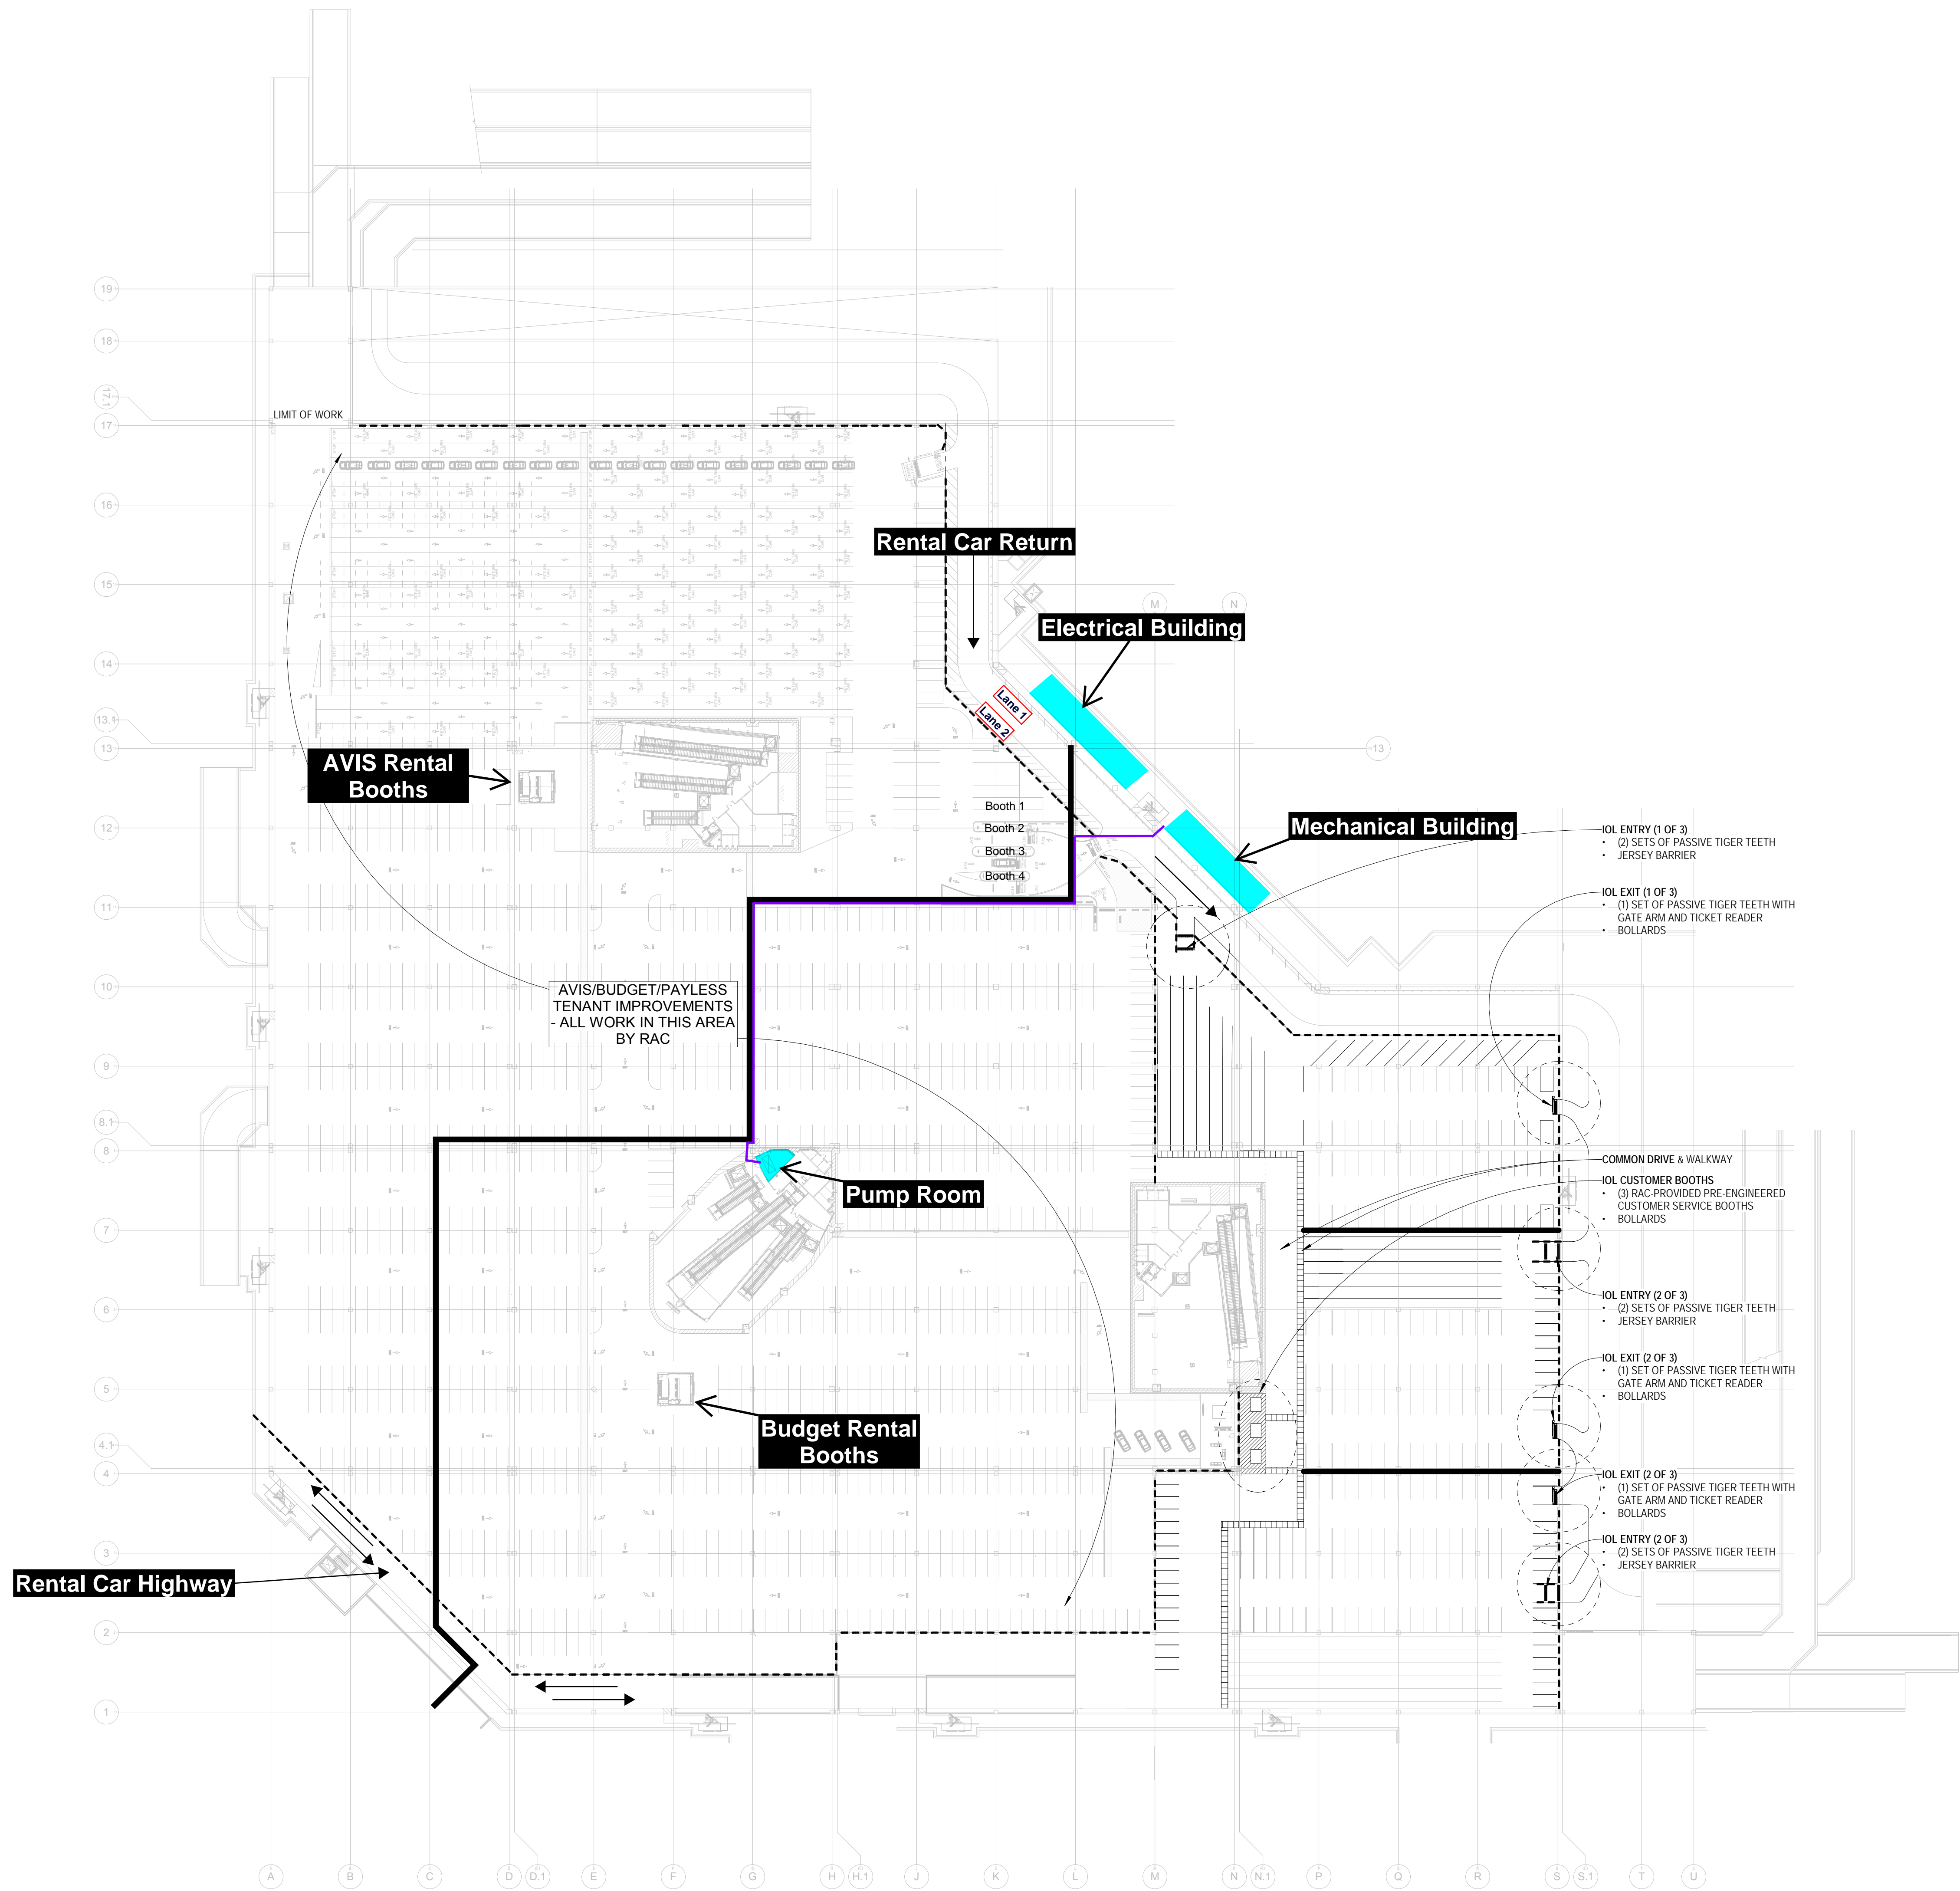 19
18
17.1
17
LIMIT OF WORK
16
Rental Car Return
15
M
N
Electrical Building
14
Lane 1
Lane 2
13.1
13
13
AVIS Rental
Booths
Booth 1
12
Booth 2
Mechanical Building
Booth 3
Booth 4
IOL ENTRY (1 OF 3)
• (2) SETS OF PASSIVE TIGER TEETH
• JERSEY BARRIER
IOL EXIT (1 OF 3)
• (1) SET OF PASSIVE TIGER TEETH WITH
GATE ARM AND TICKET READER
• BOLLARDS
11
10
AVIS/BUDGET/PAYLESS
TENANT IMPROVEMENTS
- ALL WORK IN THIS AREA
BY RAC
9
8.1
8
COMMON DRIVE & WALKWAY
IOL CUSTOMER BOOTHS
• (3) RAC-PROVIDED PRE-ENGINEERED
CUSTOMER SERVICE BOOTHS
• BOLLARDS
Pump Room
7
6
IOL ENTRY (2 OF 3)
• (2) SETS OF PASSIVE TIGER TEETH
• JERSEY BARRIER
IOL EXIT (2 OF 3)
• (1) SET OF PASSIVE TIGER TEETH WITH
GATE ARM AND TICKET READER
• BOLLARDS
5
Budget Rental
Booths
4.1
4
IOL EXIT (2 OF 3)
• (1) SET OF PASSIVE TIGER TEETH WITH
GATE ARM AND TICKET READER
• BOLLARDS
3
IOL ENTRY (2 OF 3)
• (2) SETS OF PASSIVE TIGER TEETH
• JERSEY BARRIER
Rental Car Highway
2
1
A
B
C
D
D.1
E
F
G
H
H.1
J
K
L
M
N
N.1
P
Q
R
S
S.1
T
U